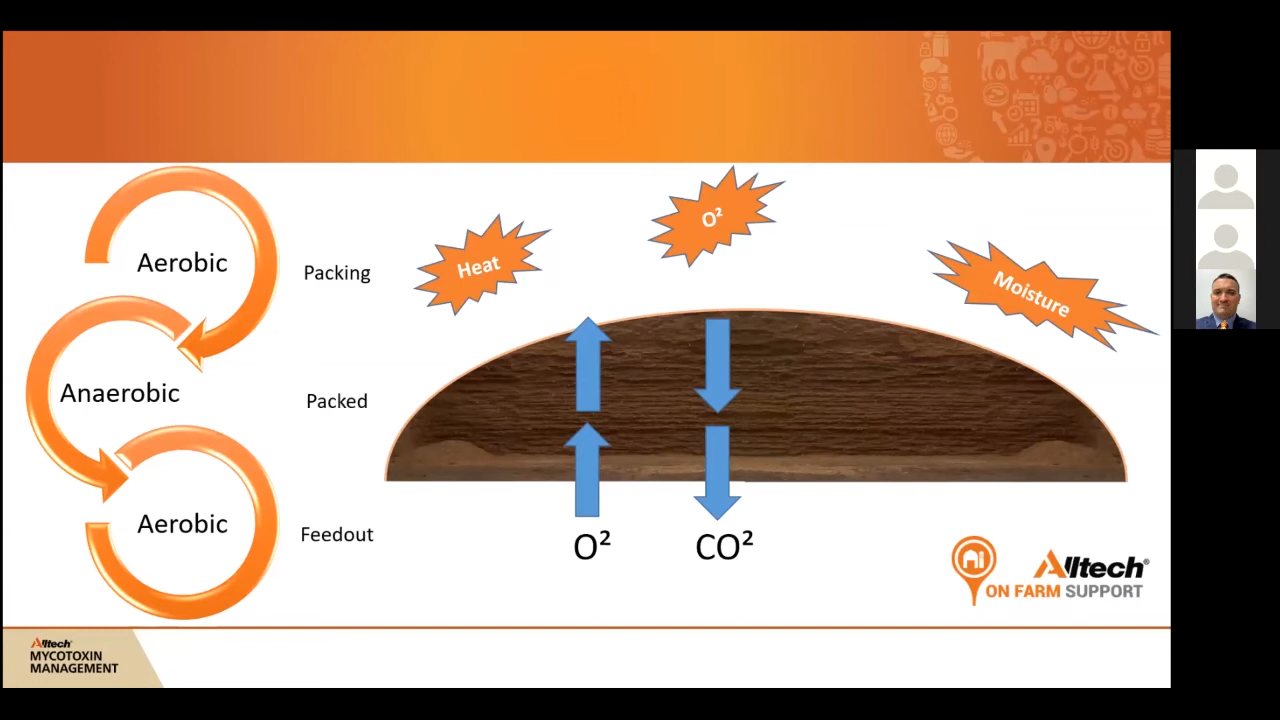 Aerobic
Packing
Anaerobic
Packed
Aerobic
Feedout
Heat
O²
Moisture
O²
CO²
Alltech®
ON FARM SUPPORT
Alltech®
MYCOTOXIN
MANAGEMENT